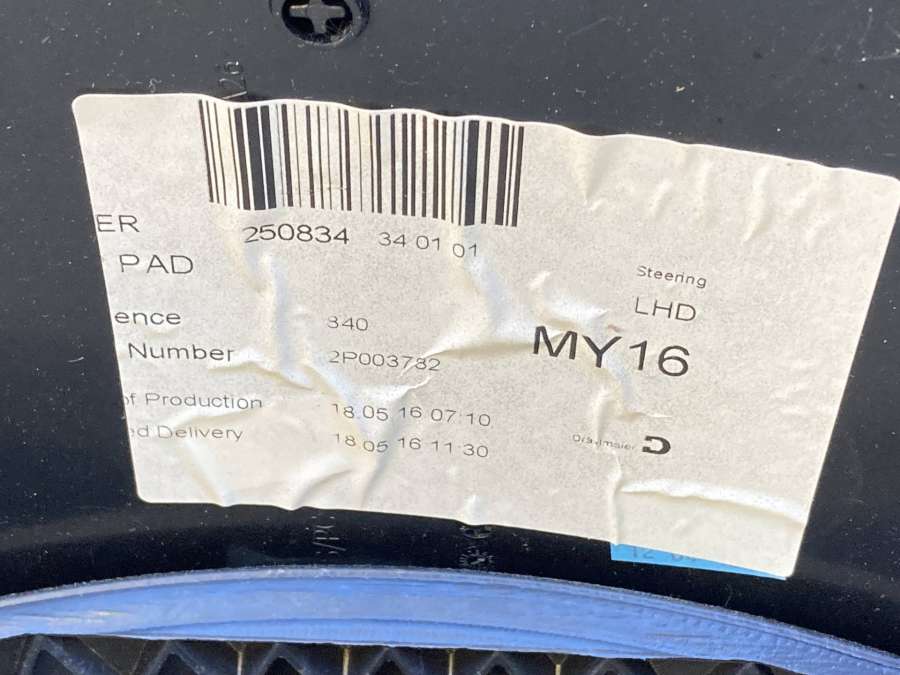 ER
250834 34 01 01
PAD
Steering
LHD
ence 340
Number 2P003782
MY16
of Production 18.05.16 07:10
ed Delivery 18.05.16 11:30
Dräxlmaier